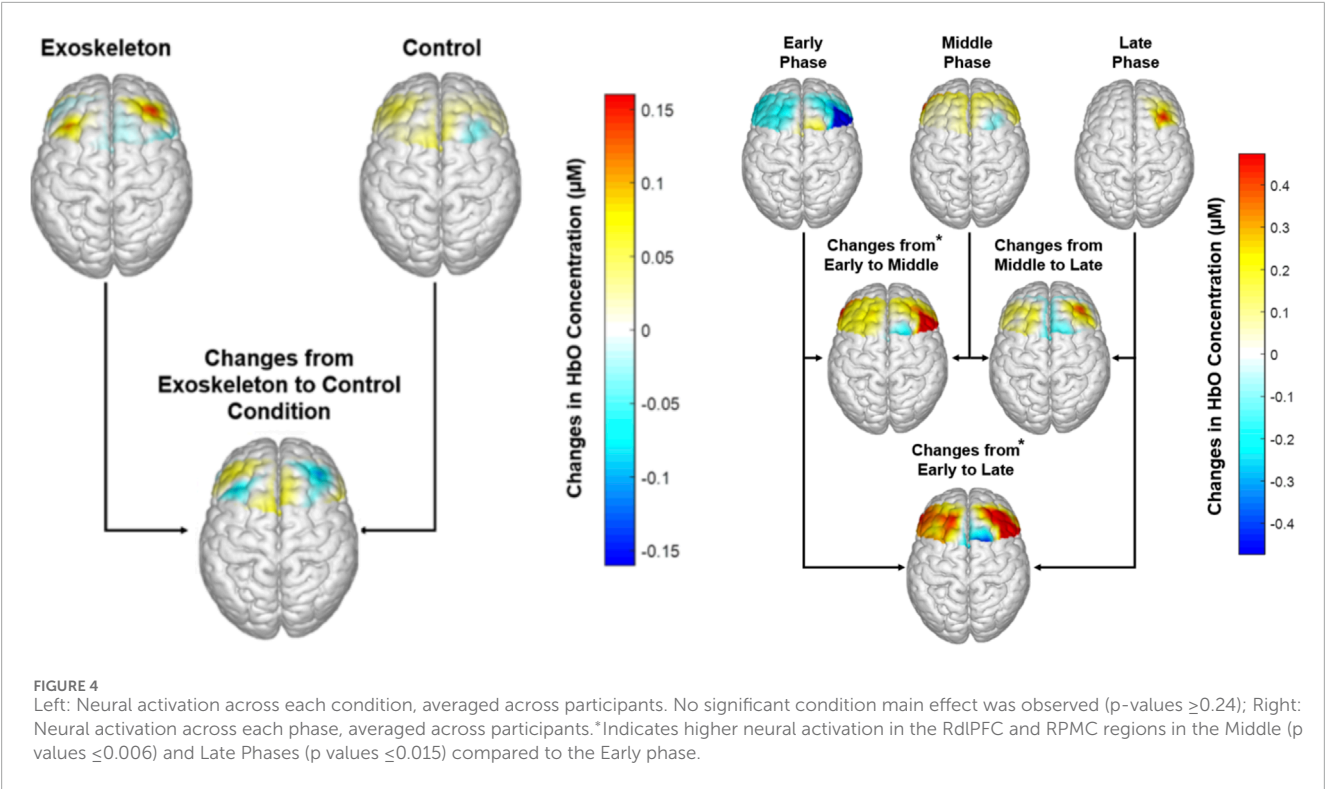 Exoskeleton
Control
Changes from
Exoskeleton to Control
Condition
Changes in HbO Concentration (μM)
0.15
0.1
0.05
0
-0.05
-0.1
-0.15
Early
Phase
Middle
Phase
Late
Phase
Changes from*
Early to Middle
Changes from
Middle to Late
Changes from*
Early to Late
Changes in HbO Concentration (μM)
0.4
0.3
0.2
0.1
0
-0.1
-0.2
-0.3
-0.4
FIGURE 4
Left: Neural activation across each condition, averaged across participants. No significant condition main effect was observed (p-values ≥0.24); Right:
Neural activation across each phase, averaged across participants.*Indicates higher neural activation in the RdlPFC and RPMC regions in the Middle (p
values ≤0.006) and Late Phases (p values ≤0.015) compared to the Early phase.